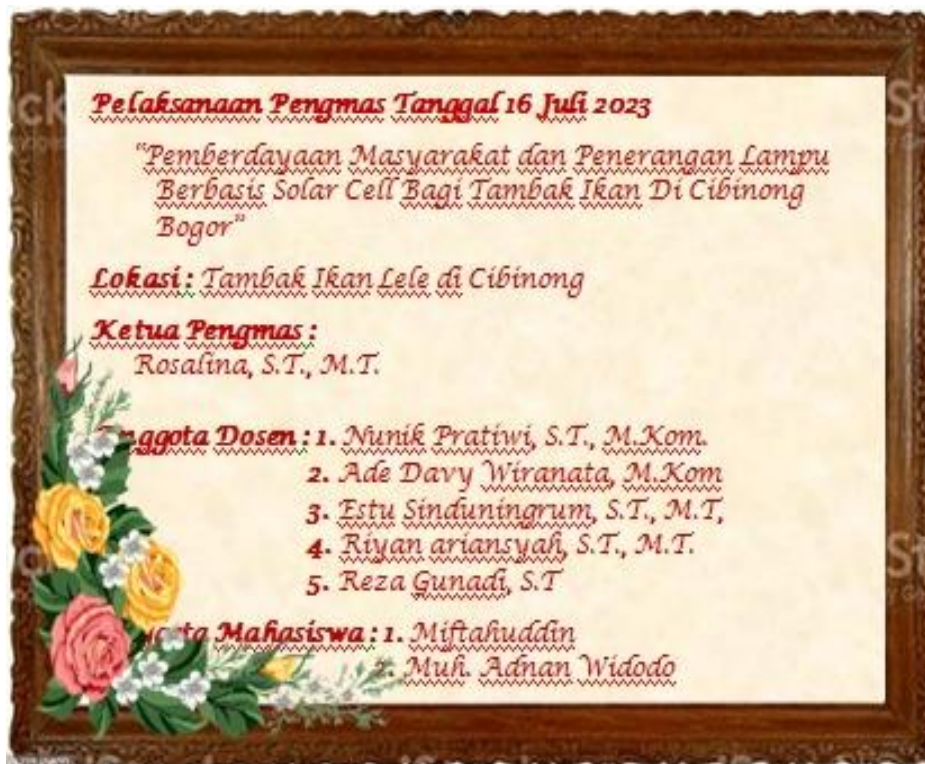 Pelaksanaan Pengmas Tanggal 16 Juli 2023
"Pemberdayaan Masyarakat dan Penerangan Lampu
Berbasis Solar Cell Bagi Tambak Ikan Di Cibinong
Bogor"
Lokasi : Tambak Ikan Lele di Cibinong
Ketua Pengmas :
Rosalina, S.T., M.T.
Anggota Dosen : 1. Nunik Pratiwi, S.T., M.Kom.
2. Ade Davy Wiranata, M.Kom
3. Estu Sinduningrum, S.T., M.T,
4. Riyan ariansyah, S.T., M.T.
5. Reza Gunadi, S.T
Mahasiswa : 1. Miftahuddin
2. Muh. Adnan Widodo